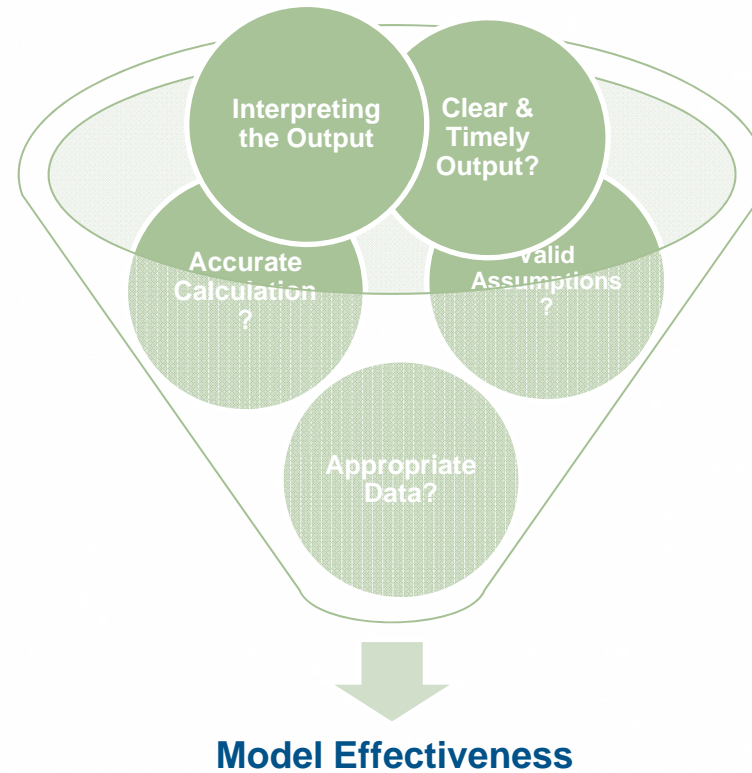 Interpreting
the Output
Clear &
Timely
Output?
Accurate
Calculation
?
Valid
Assumptions
?
Appropriate
Data?
Model Effectiveness